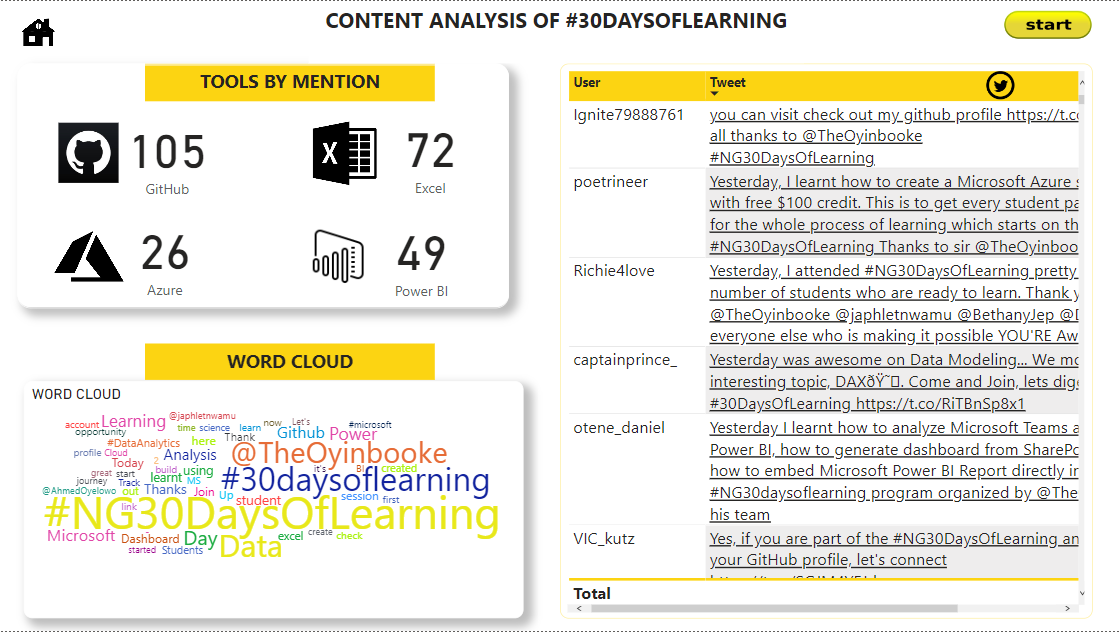 CONTENT ANALYSIS OF #30DAYSOFLEARNING
start
TOOLS BY MENTION
105
GitHub
X
72
Excel
26
Azure
49
Power BI
WORD CLOUD
WORD CLOUD
@japhletnwamu
account Learning
time science learn now Let's #microsoft
opportunity
Github Power
#DataAnalytics here Thank
profile Cloud Analysis @TheOyinbooke
Today 2
great start build using it's BI created
journey Track learnt MS #30daysoflearning
@AhmedOyelowo out Thanks Join Up student session first
link
#NG30DaysOfLearning
Microsoft Dashboard Day excel create check
started Students Data
User Tweet
Ignite79888761 you can visit check out my github profile https://t.co
all thanks to @TheOyinbooke
#NG30DaysOfLearning
poetrineer Yesterday, I learnt how to create a Microsoft Azure s
with free $100 credit. This is to get every student pa
for the whole process of learning which starts on th
#NG30DaysOfLearning Thanks to sir @TheOyinboo
Richie4love Yesterday, I attended #NG30DaysOfLearning pretty
number of students who are ready to learn. Thank y
@TheOyinbooke @japhletnwamu @BethanyJep @D
everyone else who is making it possible YOU'RE Aw
captainprince_ Yesterday was awesome on Data Modeling... We mo
interesting topic, DAXðŸ˜. Come and Join, lets dige
#30DaysOfLearning https://t.co/RiTBnSp8x1
otene_daniel Yesterday I learnt how to analyze Microsoft Teams a
Power BI, how to generate dashboard from SharePo
how to embed Microsoft Power BI Report directly in
#NG30daysoflearning program organized by @The
his team
VIC_kutz Yes, if you are part of the #NG30DaysOfLearning an
your GitHub profile, let's connect
Total